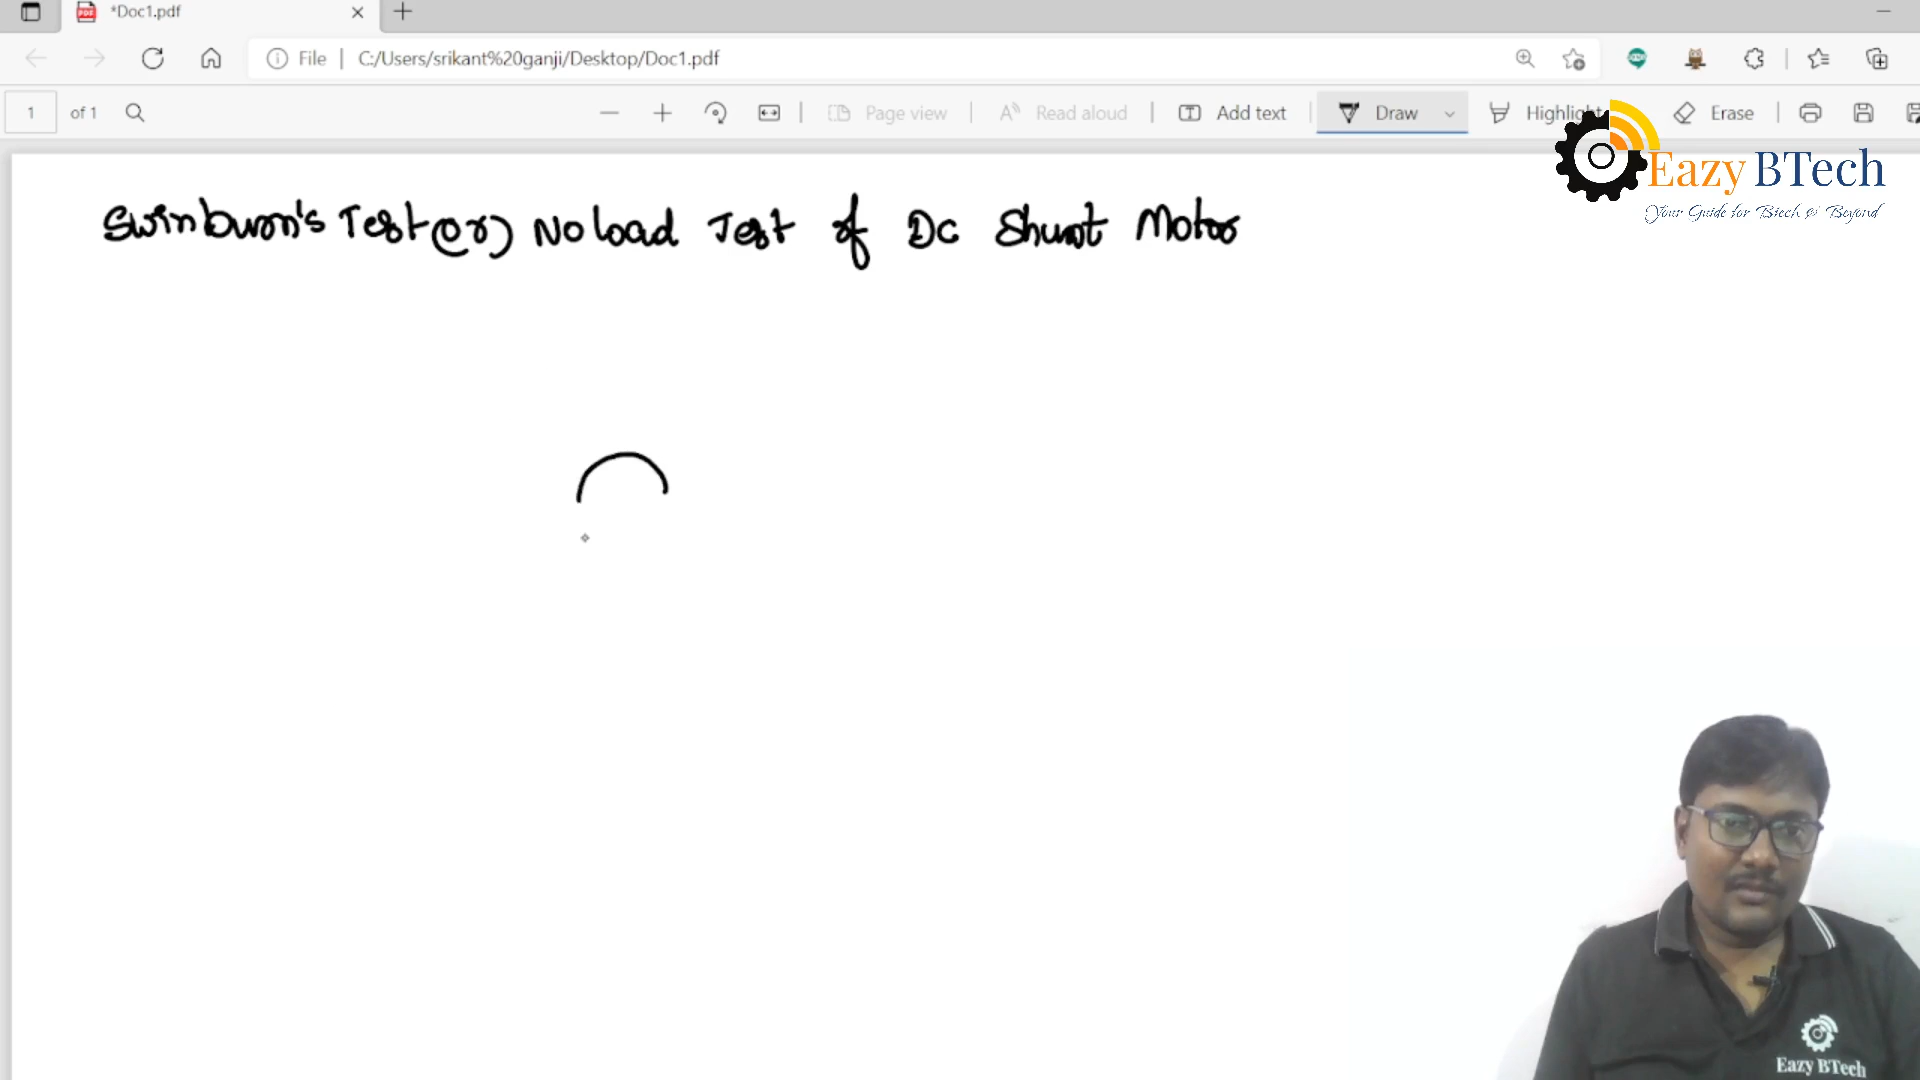 *Doc1.pdf
File | C:/Users/srikant%20ganji/Desktop/Doc1.pdf
1 of 1 Page view Read aloud Add text Draw Highlight Erase
Eazy BTech
Your Guide for Btech & Beyond
Swinburn's Test (or) No load Test of Dc Shunt Motor
Eazy BTech